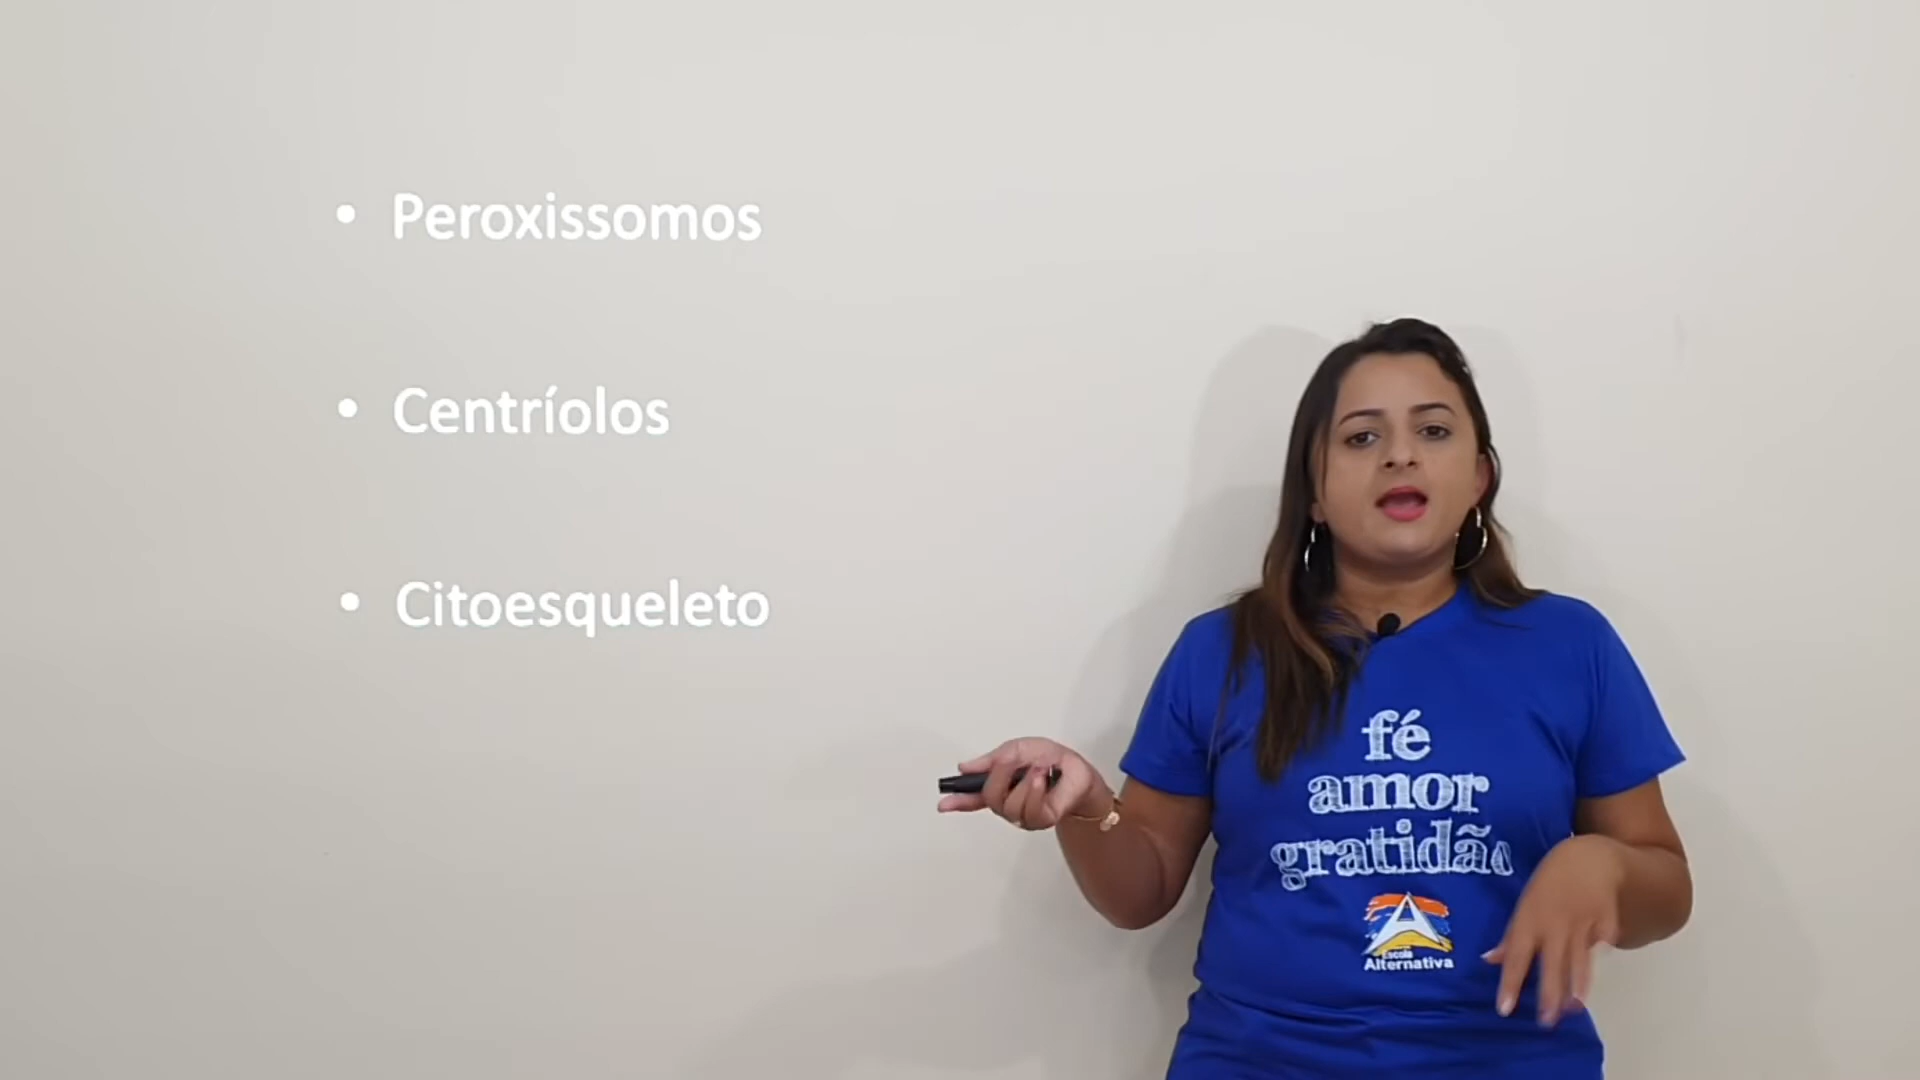 • Peroxissomos
• Centríolos
• Citoesqueleto
fé
amor
gratidão
Escola
Alternativa